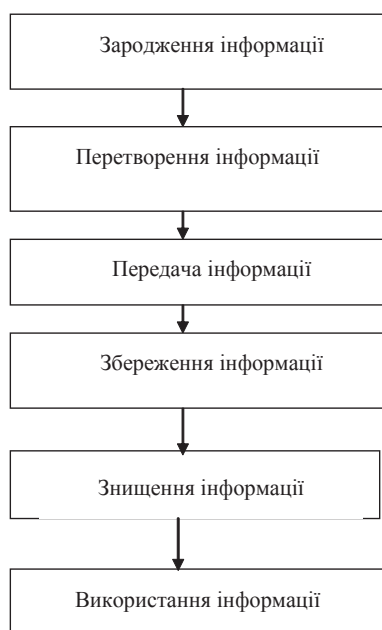 Зародження інформації
Перетворення інформації
Передача інформації
Збереження інформації
Знищення інформації
Використання інформації